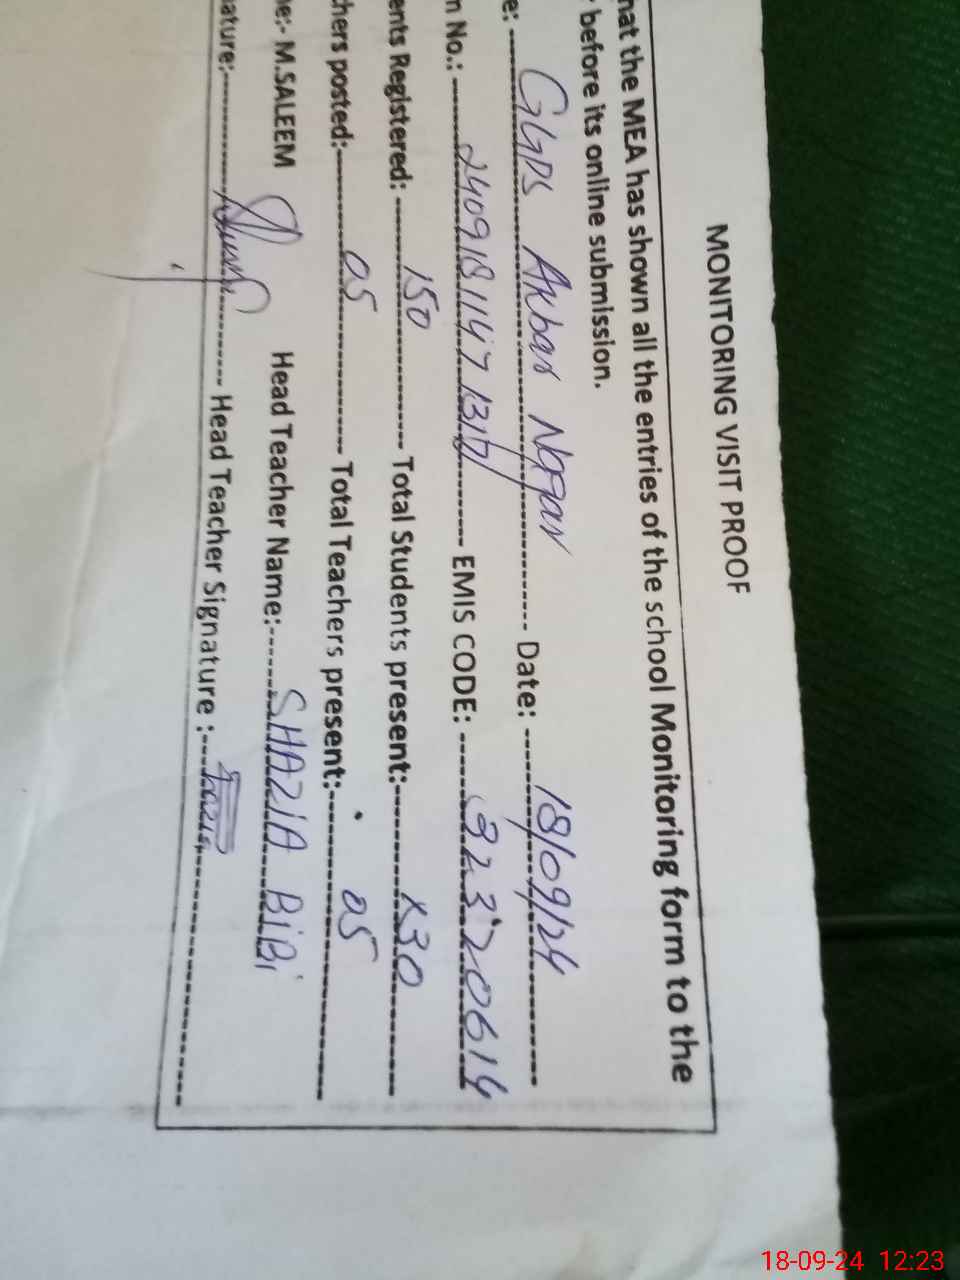 MONITORING VISIT PROOF
hat the MEA has shown all the entries of the school Monitoring form to the
before its online submission.
e: GGPS Akbar Nagar Date: 18/09/24
m No.: EMIS CODE: 32320614
ents Registered: 150 Total Students present: 130
chers posted:- 05 Total Teachers present:- 05
e:- M.SALEEM Head Teacher Name:- SHAZIA BiBi
ature:- Head Teacher Signature :-
18-09-24 12:23